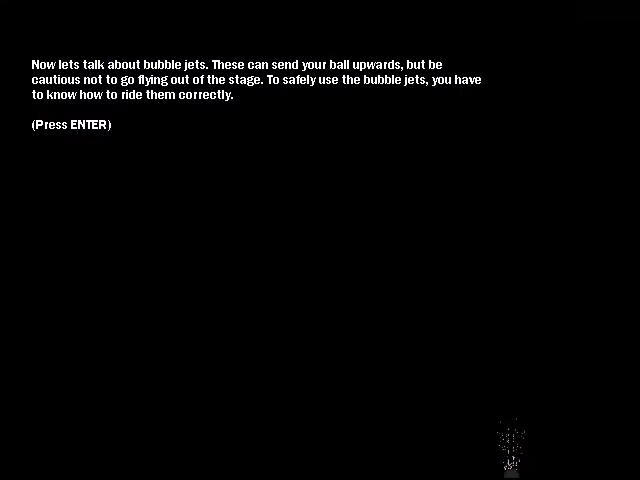 Now lets talk about bubble jets. These can send your ball upwards, but be
cautious not to go flying out of the stage. To safely use the bubble jets, you have
to know how to ride them correctly.
(Press ENTER)